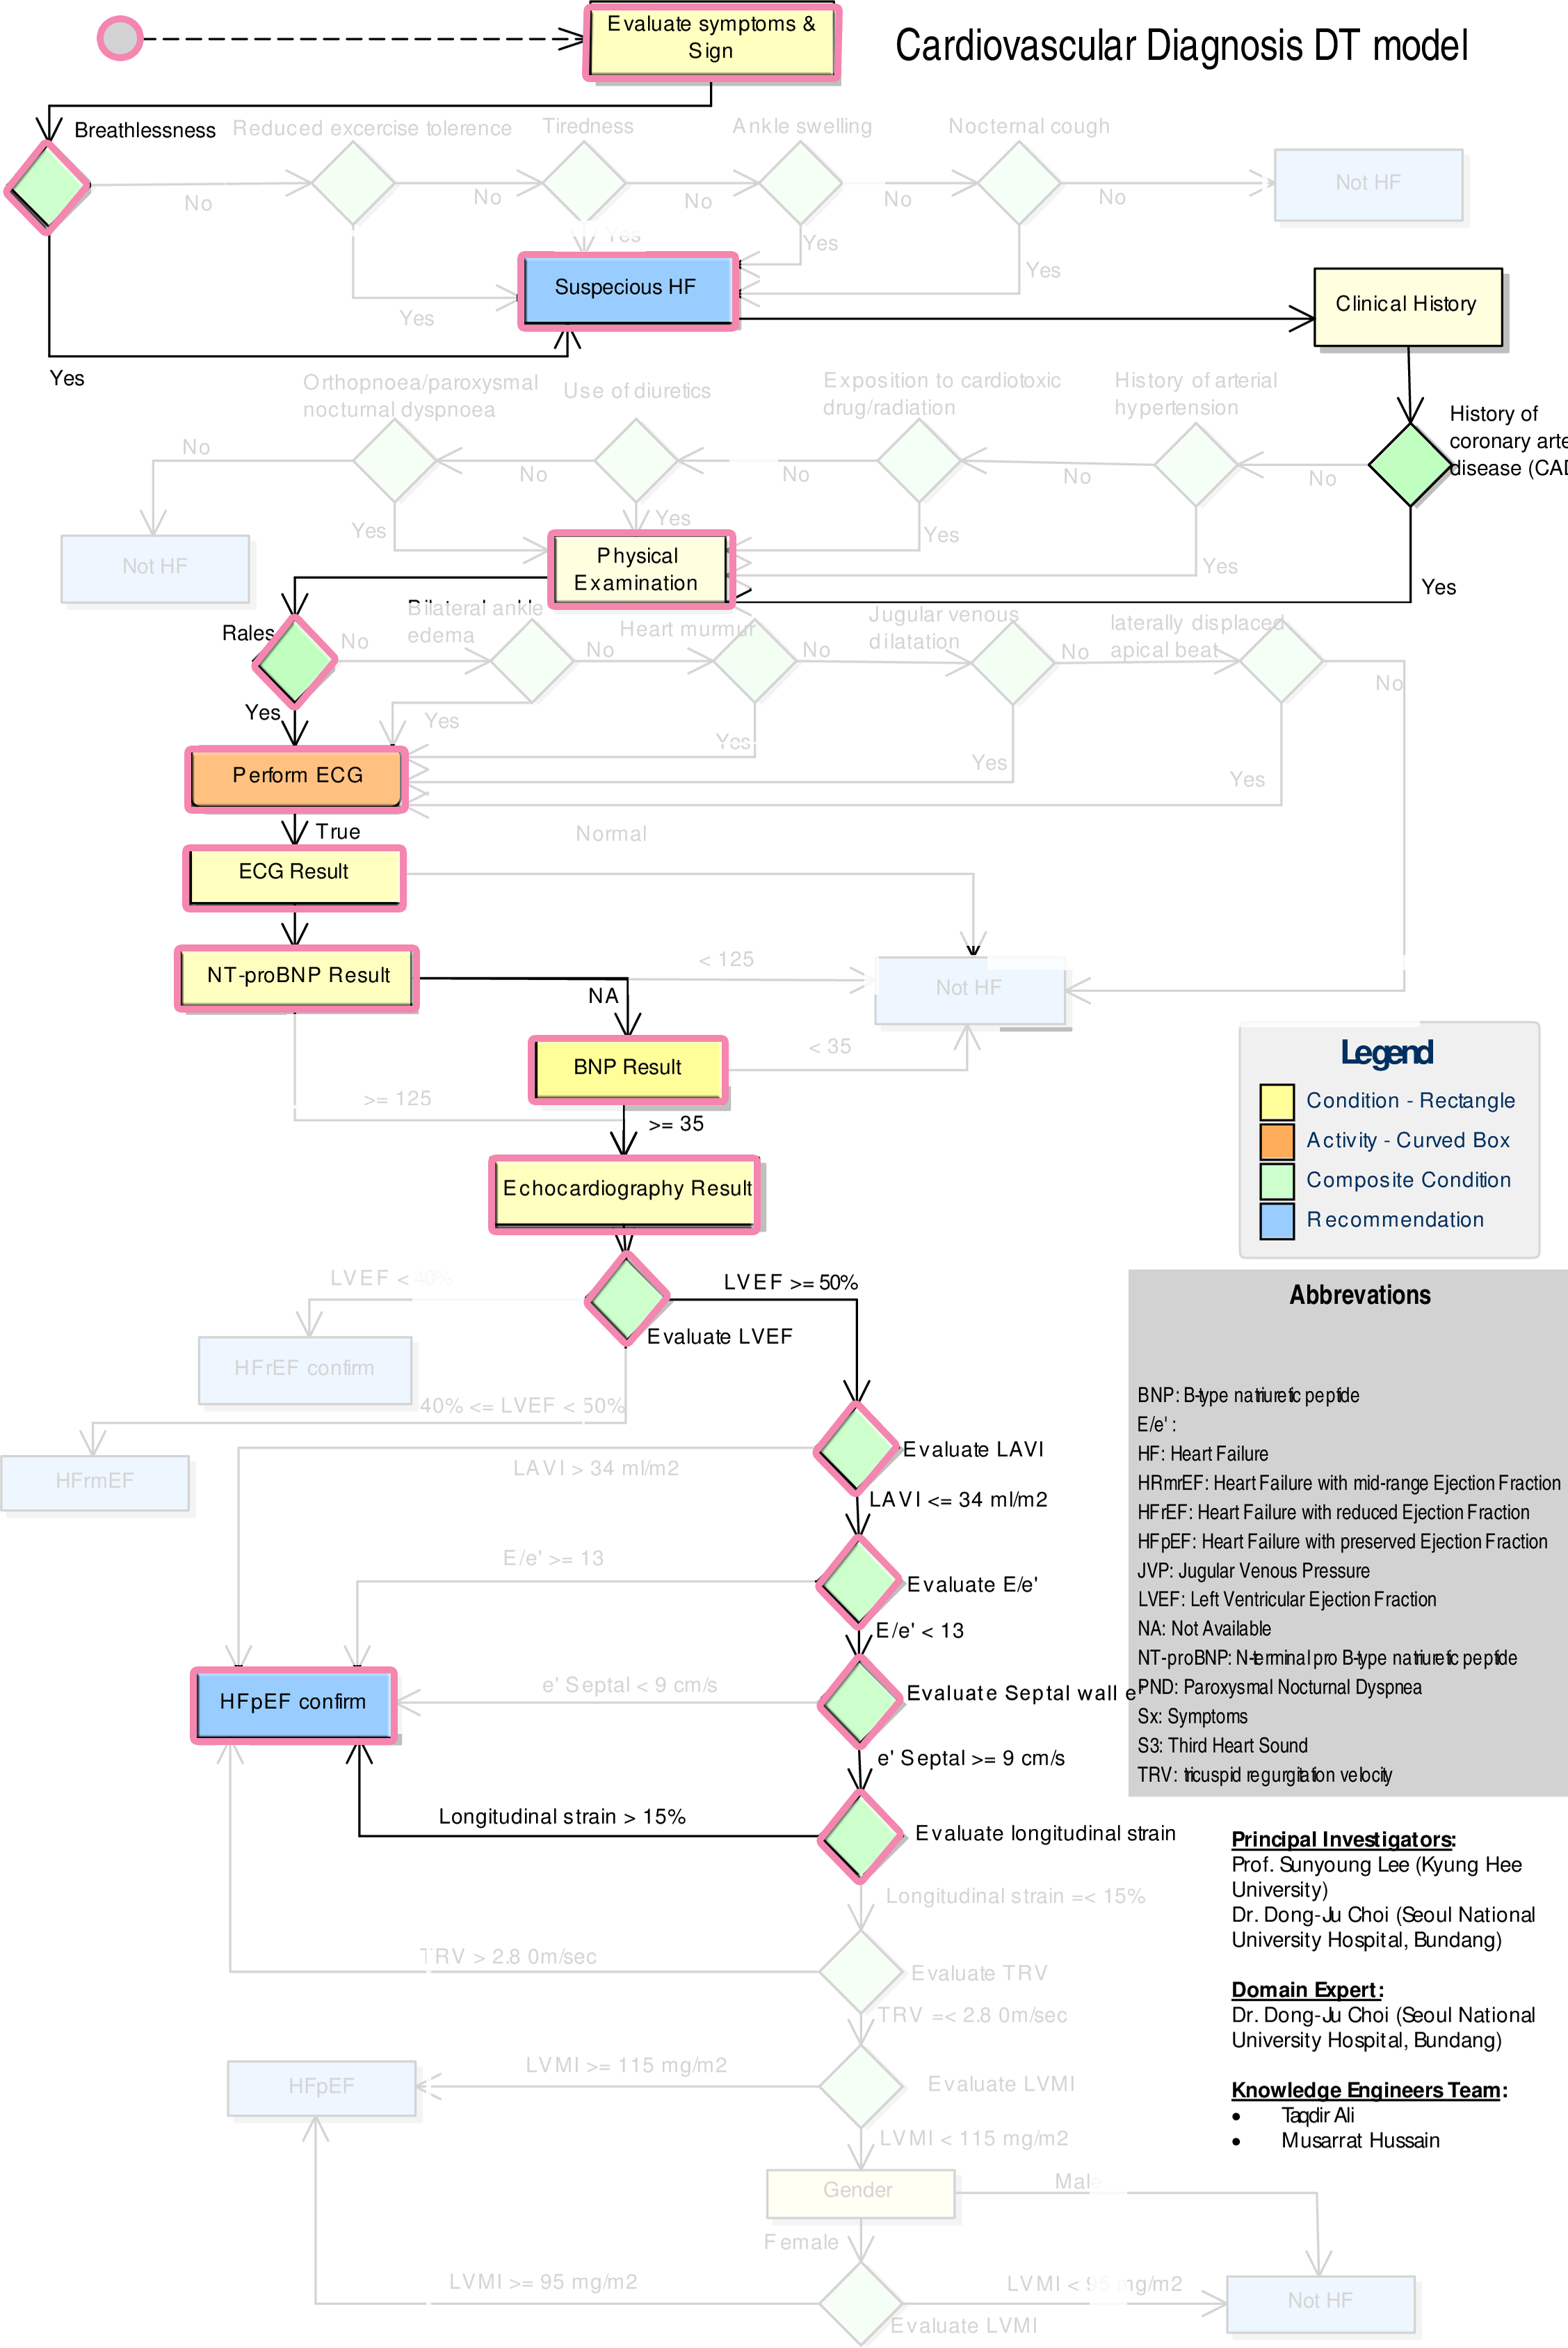 Evaluate symptoms &
Sign
Cardiovascular Diagnosis DT model
Breathlessness
Reduced excercise tolerence
Tiredness
Ankle swelling
Nocternal cough
No
No
No
No
No
Not HF
Yes
Yes
Yes
Yes
Yes
Suspecious HF
Clinical History
Orthopnoea/paroxysmal
nocturnal dyspnoea
Use of diuretics
Exposition to cardiotoxic
drug/radiation
History of arterial
hypertension
History of
coronary arte
disease (CAD
No
No
No
No
No
Yes
Yes
Yes
Yes
Yes
Not HF
Physical
Examination
Rales
Bilateral ankle
edema
Heart murmur
Jugular venous
dilatation
laterally displaced
apical beat
No
No
No
No
No
Yes
Yes
Yes
Yes
Yes
Perform ECG
True
Normal
ECG Result
NT-proBNP Result
< 125
NA
Not HF
BNP Result
< 35
>= 125
>= 35
Echocardiography Result
Legend
Condition - Rectangle
Activity - Curved Box
Composite Condition
Recommendation
LVEF < 40%
LVEF >= 50%
Evaluate LVEF
HFrEF confirm
40% <= LVEF < 50%
HFrmEF
Evaluate LAVI
LAVI > 34 ml/m2
LAVI <= 34 ml/m2
E/e' >= 13
Evaluate E/e'
E/e' < 13
e' Septal < 9 cm/s
Evaluate Septal wall e'
HFpEF confirm
e' Septal >= 9 cm/s
Longitudinal strain > 15%
Evaluate longitudinal strain
Longitudinal strain =< 15%
TRV > 2.8 0m/sec
Evaluate TRV
TRV =< 2.8 0m/sec
LVMI >= 115 mg/m2
HFpEF
Evaluate LVMI
LVMI < 115 mg/m2
Gender
Male
Female
LVMI >= 95 mg/m2
LVMI < 95 mg/m2
Evaluate LVMI
Not HF
Abbrevations
BNP: B-type natriuretic peptide
E/e' :
HF: Heart Failure
HRmrEF: Heart Failure with mid-range Ejection Fraction
HFrEF: Heart Failure with reduced Ejection Fraction
HFpEF: Heart Failure with preserved Ejection Fraction
JVP: Jugular Venous Pressure
LVEF: Left Ventricular Ejection Fraction
NA: Not Available
NT-proBNP: N-terminal pro B-type natriuretic peptide
PND: Paroxysmal Nocturnal Dyspnea
Sx: Symptoms
S3: Third Heart Sound
TRV: tricuspid regurgitation velocity
Principal Investigators:
Prof. Sunyoung Lee (Kyung Hee
University)
Dr. Dong-Ju Choi (Seoul National
University Hospital, Bundang)
Domain Expert:
Dr. Dong-Ju Choi (Seoul National
University Hospital, Bundang)
Knowledge Engineers Team:
• Taqdir Ali
• Musarrat Hussain